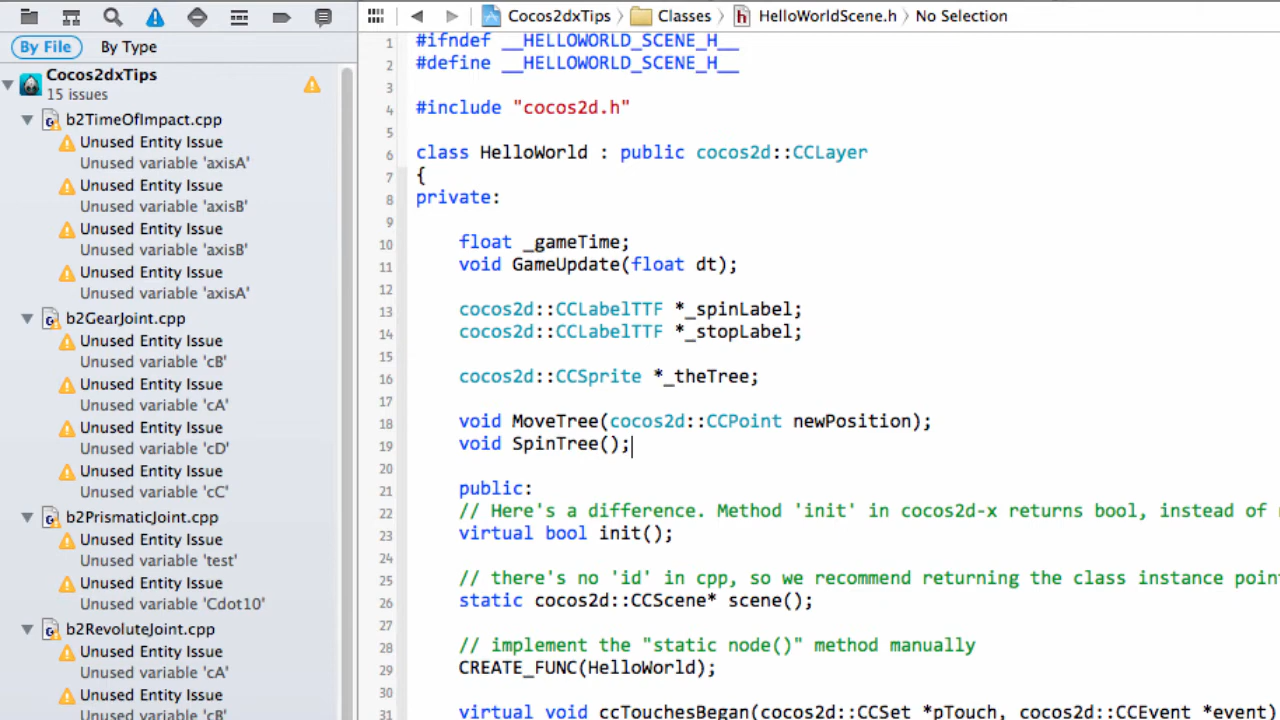 Cocos2dxTips
Classes
HelloWorldScene.h
No Selection
By File
By Type
Cocos2dxTips
15 issues
b2TimeOfImpact.cpp
Unused Entity Issue
Unused variable 'axisA'
Unused Entity Issue
Unused variable 'axisB'
Unused Entity Issue
Unused variable 'axisB'
Unused Entity Issue
Unused variable 'axisA'
b2GearJoint.cpp
Unused Entity Issue
Unused variable 'cB'
Unused Entity Issue
Unused variable 'cA'
Unused Entity Issue
Unused variable 'cD'
Unused Entity Issue
Unused variable 'cC'
b2PrismaticJoint.cpp
Unused Entity Issue
Unused variable 'test'
Unused Entity Issue
Unused variable 'Cdot10'
b2RevoluteJoint.cpp
Unused Entity Issue
Unused variable 'cA'
Unused Entity Issue
Unused variable 'cB'
1 #ifndef __HELLOWORLD_SCENE_H__
2 #define __HELLOWORLD_SCENE_H__
3
4 #include "cocos2d.h"
5
6 class HelloWorld : public cocos2d::CCLayer
7 {
8 private:
9
10 float _gameTime;
11 void GameUpdate(float dt);
12
13 cocos2d::CCLabelTTF *_spinLabel;
14 cocos2d::CCLabelTTF *_stopLabel;
15
16 cocos2d::CCSprite *_theTree;
17
18 void MoveTree(cocos2d::CCPoint newPosition);
19 void SpinTree();
20
21 public:
22 // Here's a difference. Method 'init' in cocos2d-x returns bool, instead of
23 virtual bool init();
24
25 // there's no 'id' in cpp, so we recommend returning the class instance poin
26 static cocos2d::CCScene* scene();
27
28 // implement the "static node()" method manually
29 CREATE_FUNC(HelloWorld);
30
31 virtual void ccTouchesBegan(cocos2d::CCSet *pTouch, cocos2d::CCEvent *event)